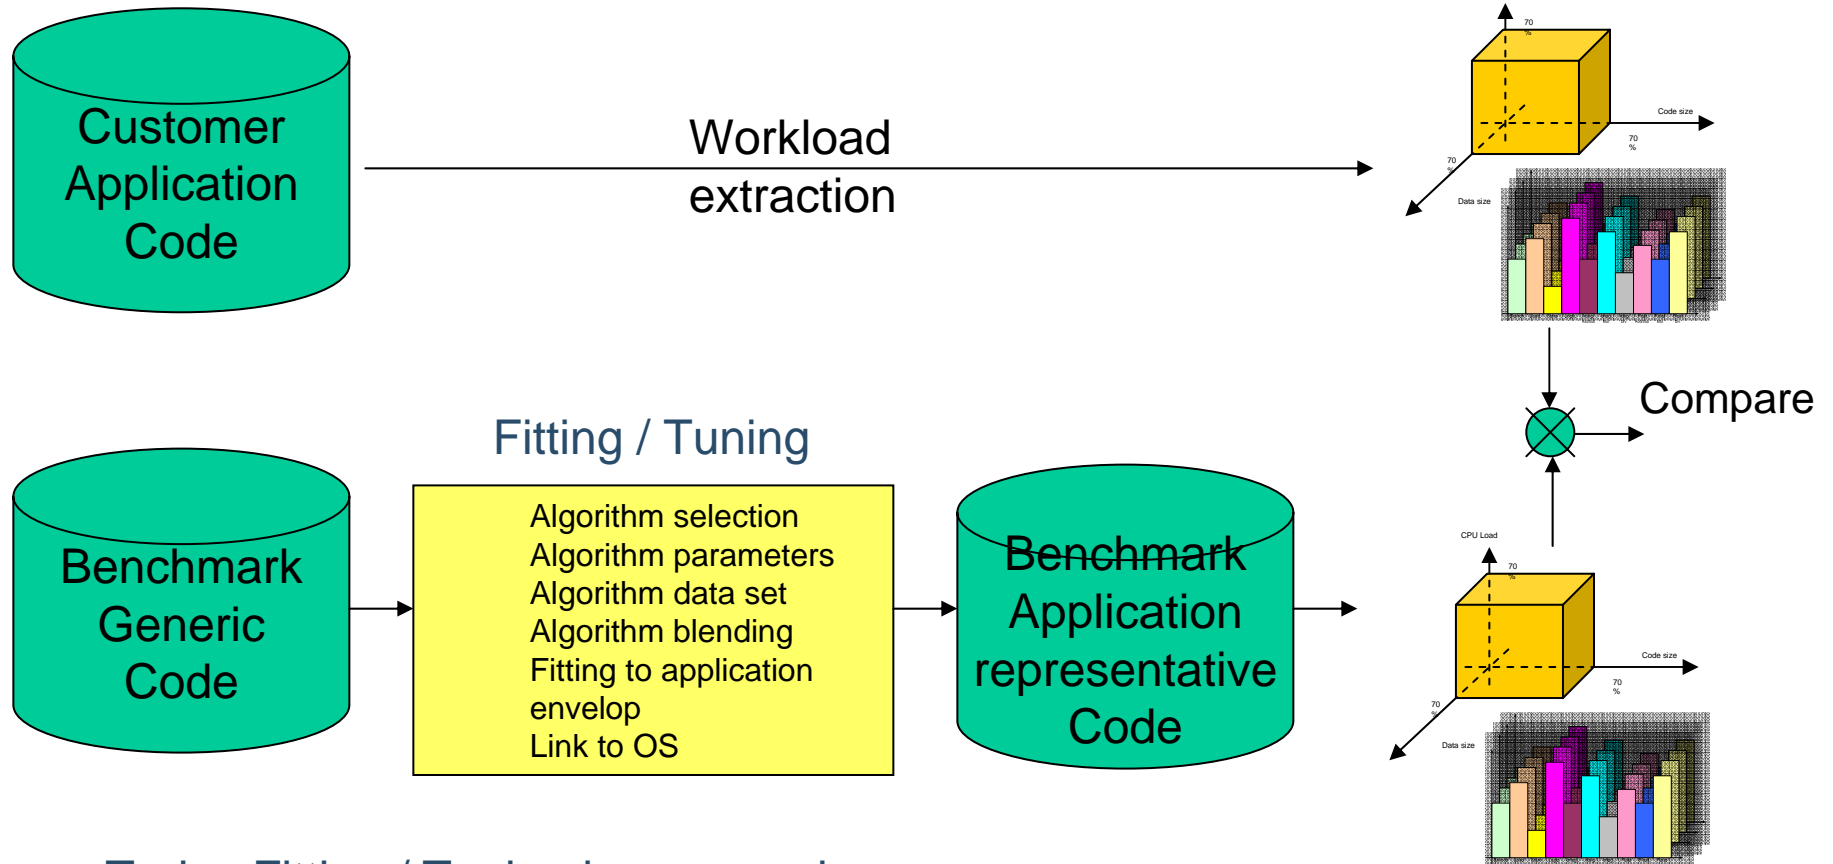 Customer
Application
Code
Workload
extraction
70
%
Code size
70
%
70
%
Data size
Compare
Fitting / Tuning
Benchmark
Generic
Code
Algorithm selection
Algorithm parameters
Algorithm data set
Algorithm blending
Fitting to application
envelop
Link to OS
Benchmark
Application
representative
Code
CPU Load
70
%
Code size
70
%
70
%
Data size